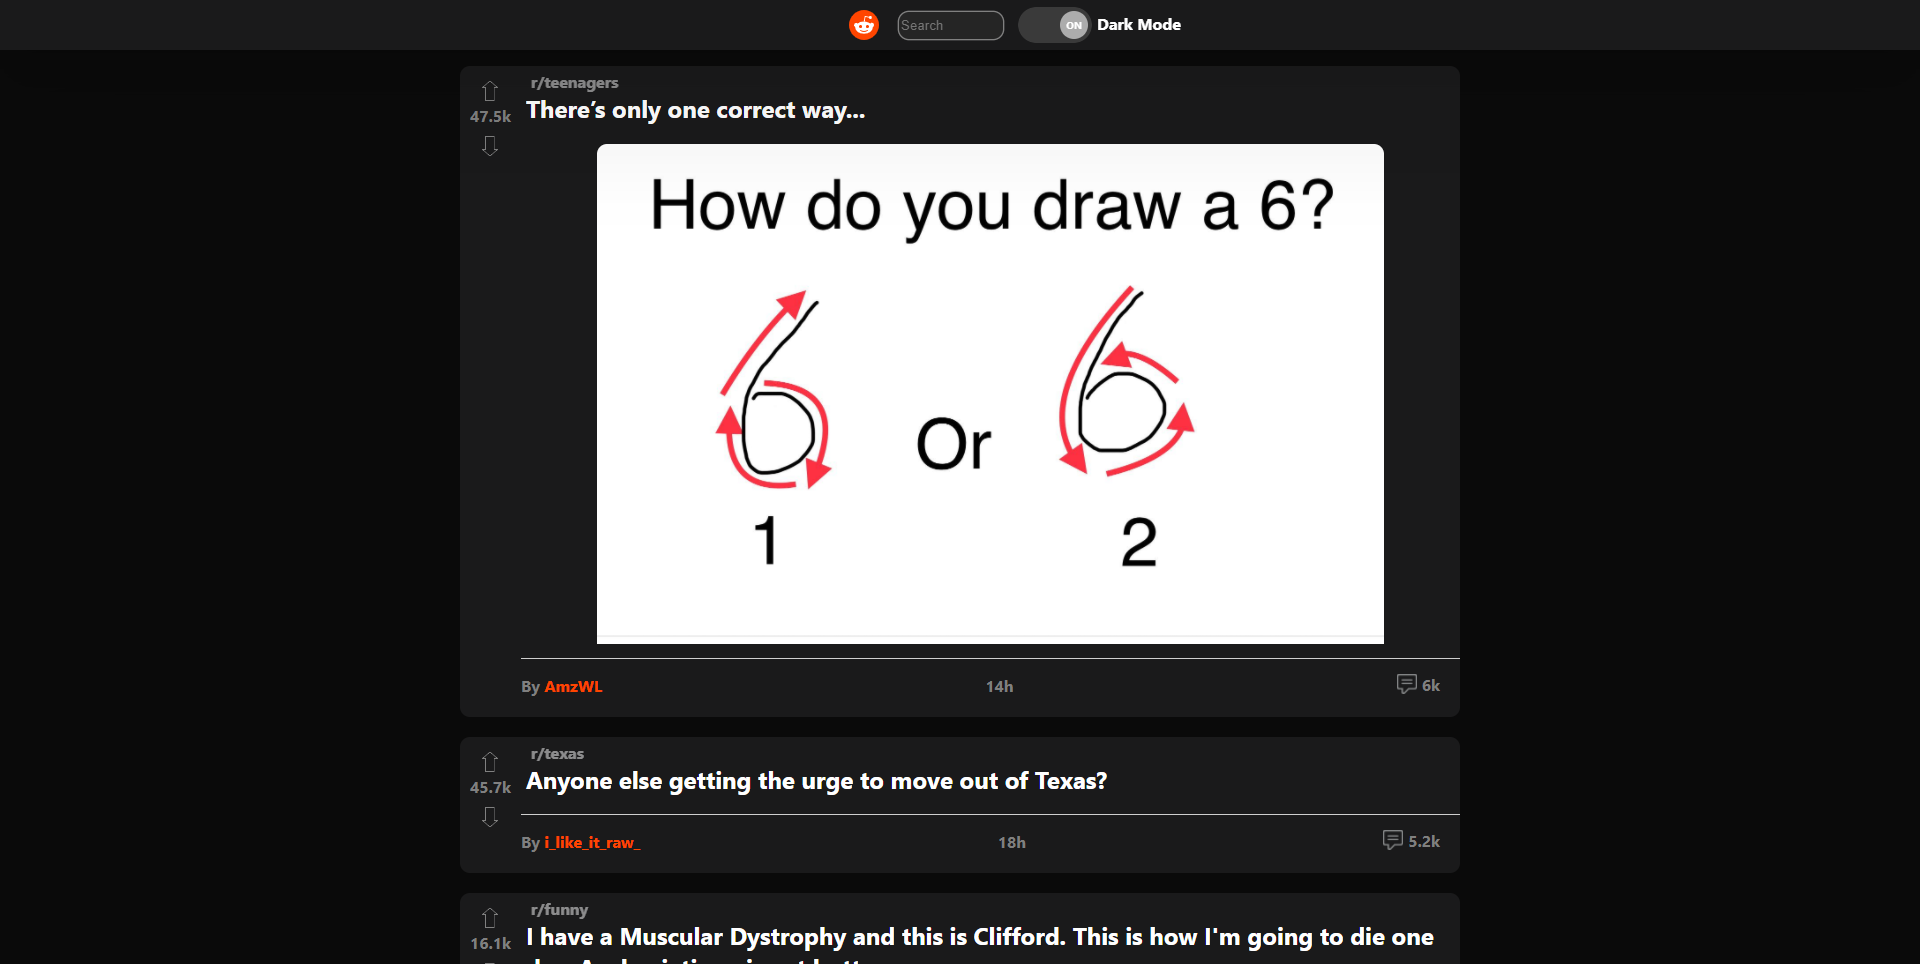 Search
ON
Dark Mode
r/teenagers
There’s only one correct way...
47.5k
How do you draw a 6?
Or
1
2
By AmzWL
14h
6k
r/texas
Anyone else getting the urge to move out of Texas?
45.7k
By i_like_it_raw_
18h
5.2k
r/funny
I have a Muscular Dystrophy and this is Clifford. This is how I'm going to die one
16.1k